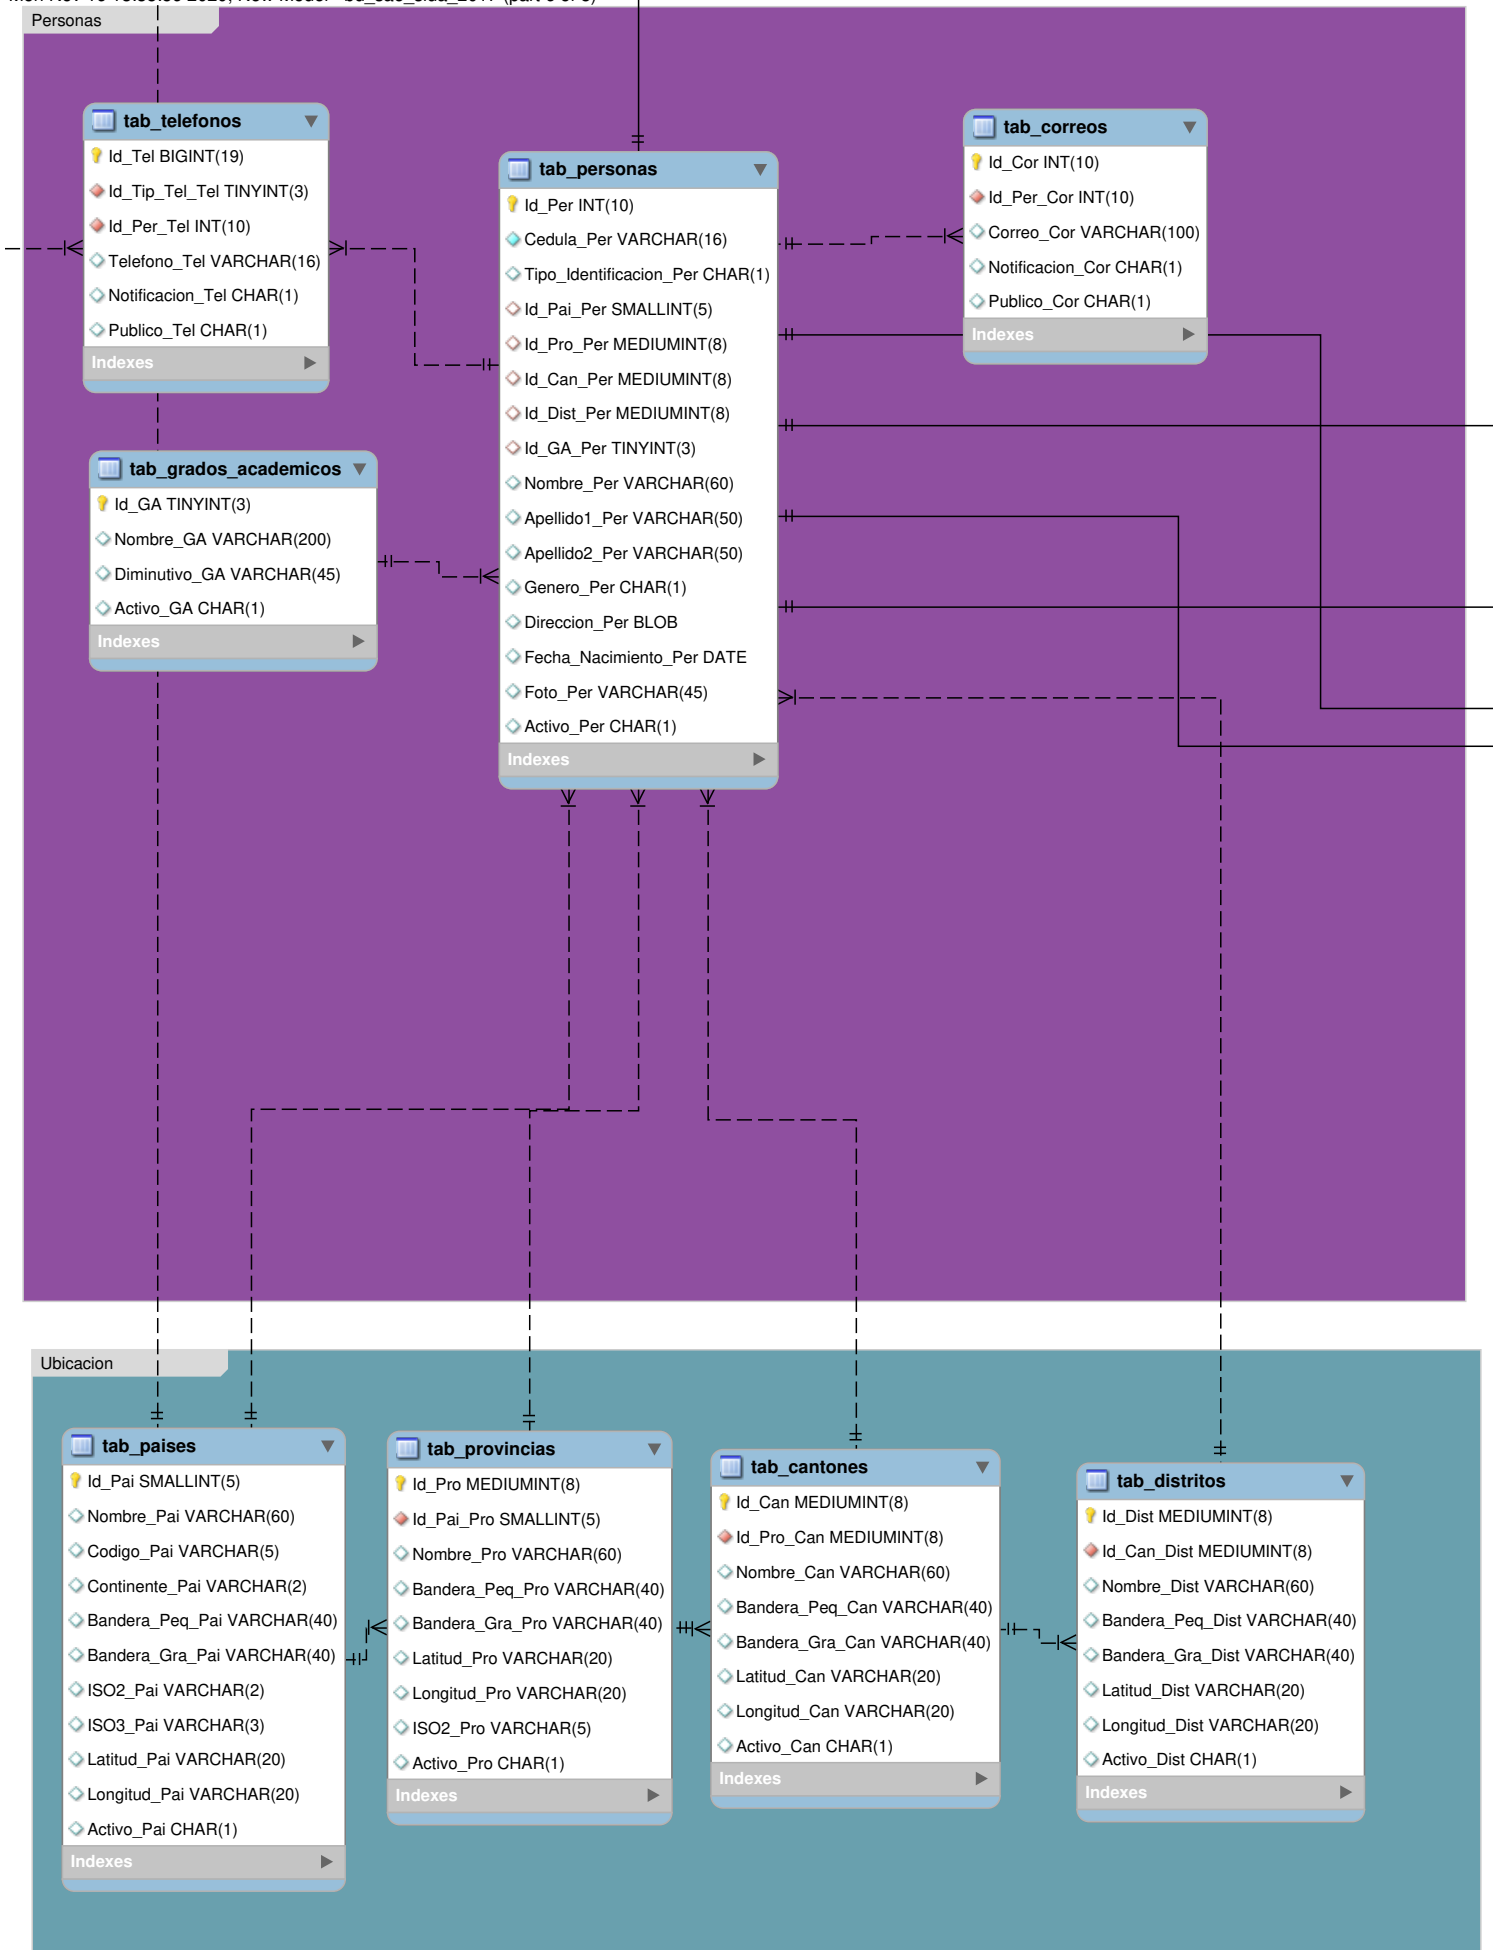 Personas
tab_telefonos
Id_Tel BIGINT(19)
Id_Tip_Tel_Tel TINYINT(3)
Id_Per_Tel INT(10)
Telefono_Tel VARCHAR(16)
Notificacion_Tel CHAR(1)
Publico_Tel CHAR(1)
Indexes
tab_personas
Id_Per INT(10)
Cedula_Per VARCHAR(16)
Tipo_Identificacion_Per CHAR(1)
Id_Pai_Per SMALLINT(5)
Id_Pro_Per MEDIUMINT(8)
Id_Can_Per MEDIUMINT(8)
Id_Dist_Per MEDIUMINT(8)
Id_GA_Per TINYINT(3)
Nombre_Per VARCHAR(60)
Apellido1_Per VARCHAR(50)
Apellido2_Per VARCHAR(50)
Genero_Per CHAR(1)
Direccion_Per BLOB
Fecha_Nacimiento_Per DATE
Foto_Per VARCHAR(45)
Activo_Per CHAR(1)
Indexes
tab_correos
Id_Cor INT(10)
Id_Per_Cor INT(10)
Correo_Cor VARCHAR(100)
Notificacion_Cor CHAR(1)
Publico_Cor CHAR(1)
Indexes
tab_grados_academicos
Id_GA TINYINT(3)
Nombre_GA VARCHAR(200)
Diminutivo_GA VARCHAR(45)
Activo_GA CHAR(1)
Indexes
Ubicacion
tab_paises
Id_Pai SMALLINT(5)
Nombre_Pai VARCHAR(60)
Codigo_Pai VARCHAR(5)
Continente_Pai VARCHAR(2)
Bandera_Peq_Pai VARCHAR(40)
Bandera_Gra_Pai VARCHAR(40)
ISO2_Pai VARCHAR(2)
ISO3_Pai VARCHAR(3)
Latitud_Pai VARCHAR(20)
Longitud_Pai VARCHAR(20)
Activo_Pai CHAR(1)
Indexes
tab_provincias
Id_Pro MEDIUMINT(8)
Id_Pai_Pro SMALLINT(5)
Nombre_Pro VARCHAR(60)
Bandera_Peq_Pro VARCHAR(40)
Bandera_Gra_Pro VARCHAR(40)
Latitud_Pro VARCHAR(20)
Longitud_Pro VARCHAR(20)
ISO2_Pro VARCHAR(5)
Activo_Pro CHAR(1)
Indexes
tab_cantones
Id_Can MEDIUMINT(8)
Id_Pro_Can MEDIUMINT(8)
Nombre_Can VARCHAR(60)
Bandera_Peq_Can VARCHAR(40)
Bandera_Gra_Can VARCHAR(40)
Latitud_Can VARCHAR(20)
Longitud_Can VARCHAR(20)
Activo_Can CHAR(1)
Indexes
tab_distritos
Id_Dist MEDIUMINT(8)
Id_Can_Dist MEDIUMINT(8)
Nombre_Dist VARCHAR(60)
Bandera_Peq_Dist VARCHAR(40)
Bandera_Gra_Dist VARCHAR(40)
Latitud_Dist VARCHAR(20)
Longitud_Dist VARCHAR(20)
Activo_Dist CHAR(1)
Indexes